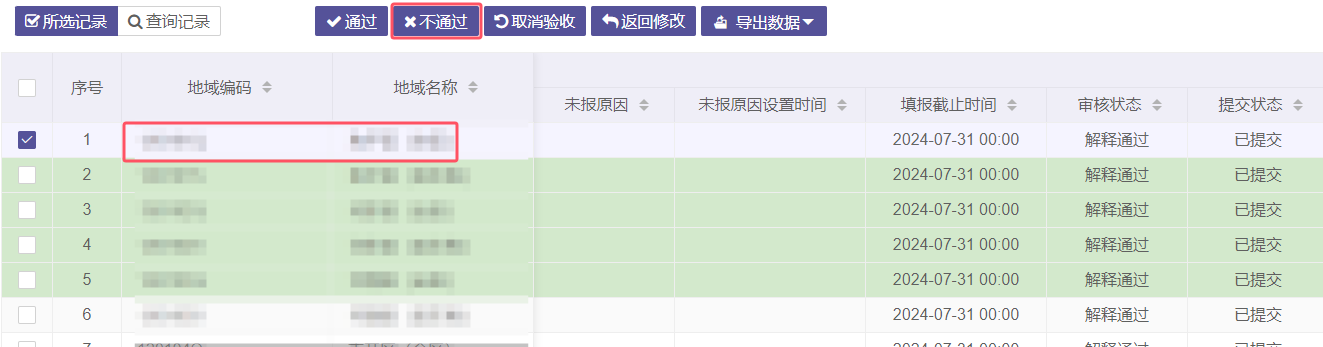 所选记录 查询记录 通过 不通过 取消验收 返回修改 导出数据
序号 地域编码 地域名称 未报原因 未报原因设置时间 填报截止时间 审核状态 提交状态
1 2024-07-31 00:00 解释通过 已提交
2 2024-07-31 00:00 解释通过 已提交
3 2024-07-31 00:00 解释通过 已提交
4 2024-07-31 00:00 解释通过 已提交
5 2024-07-31 00:00 解释通过 已提交
6 2024-07-31 00:00 解释通过 已提交